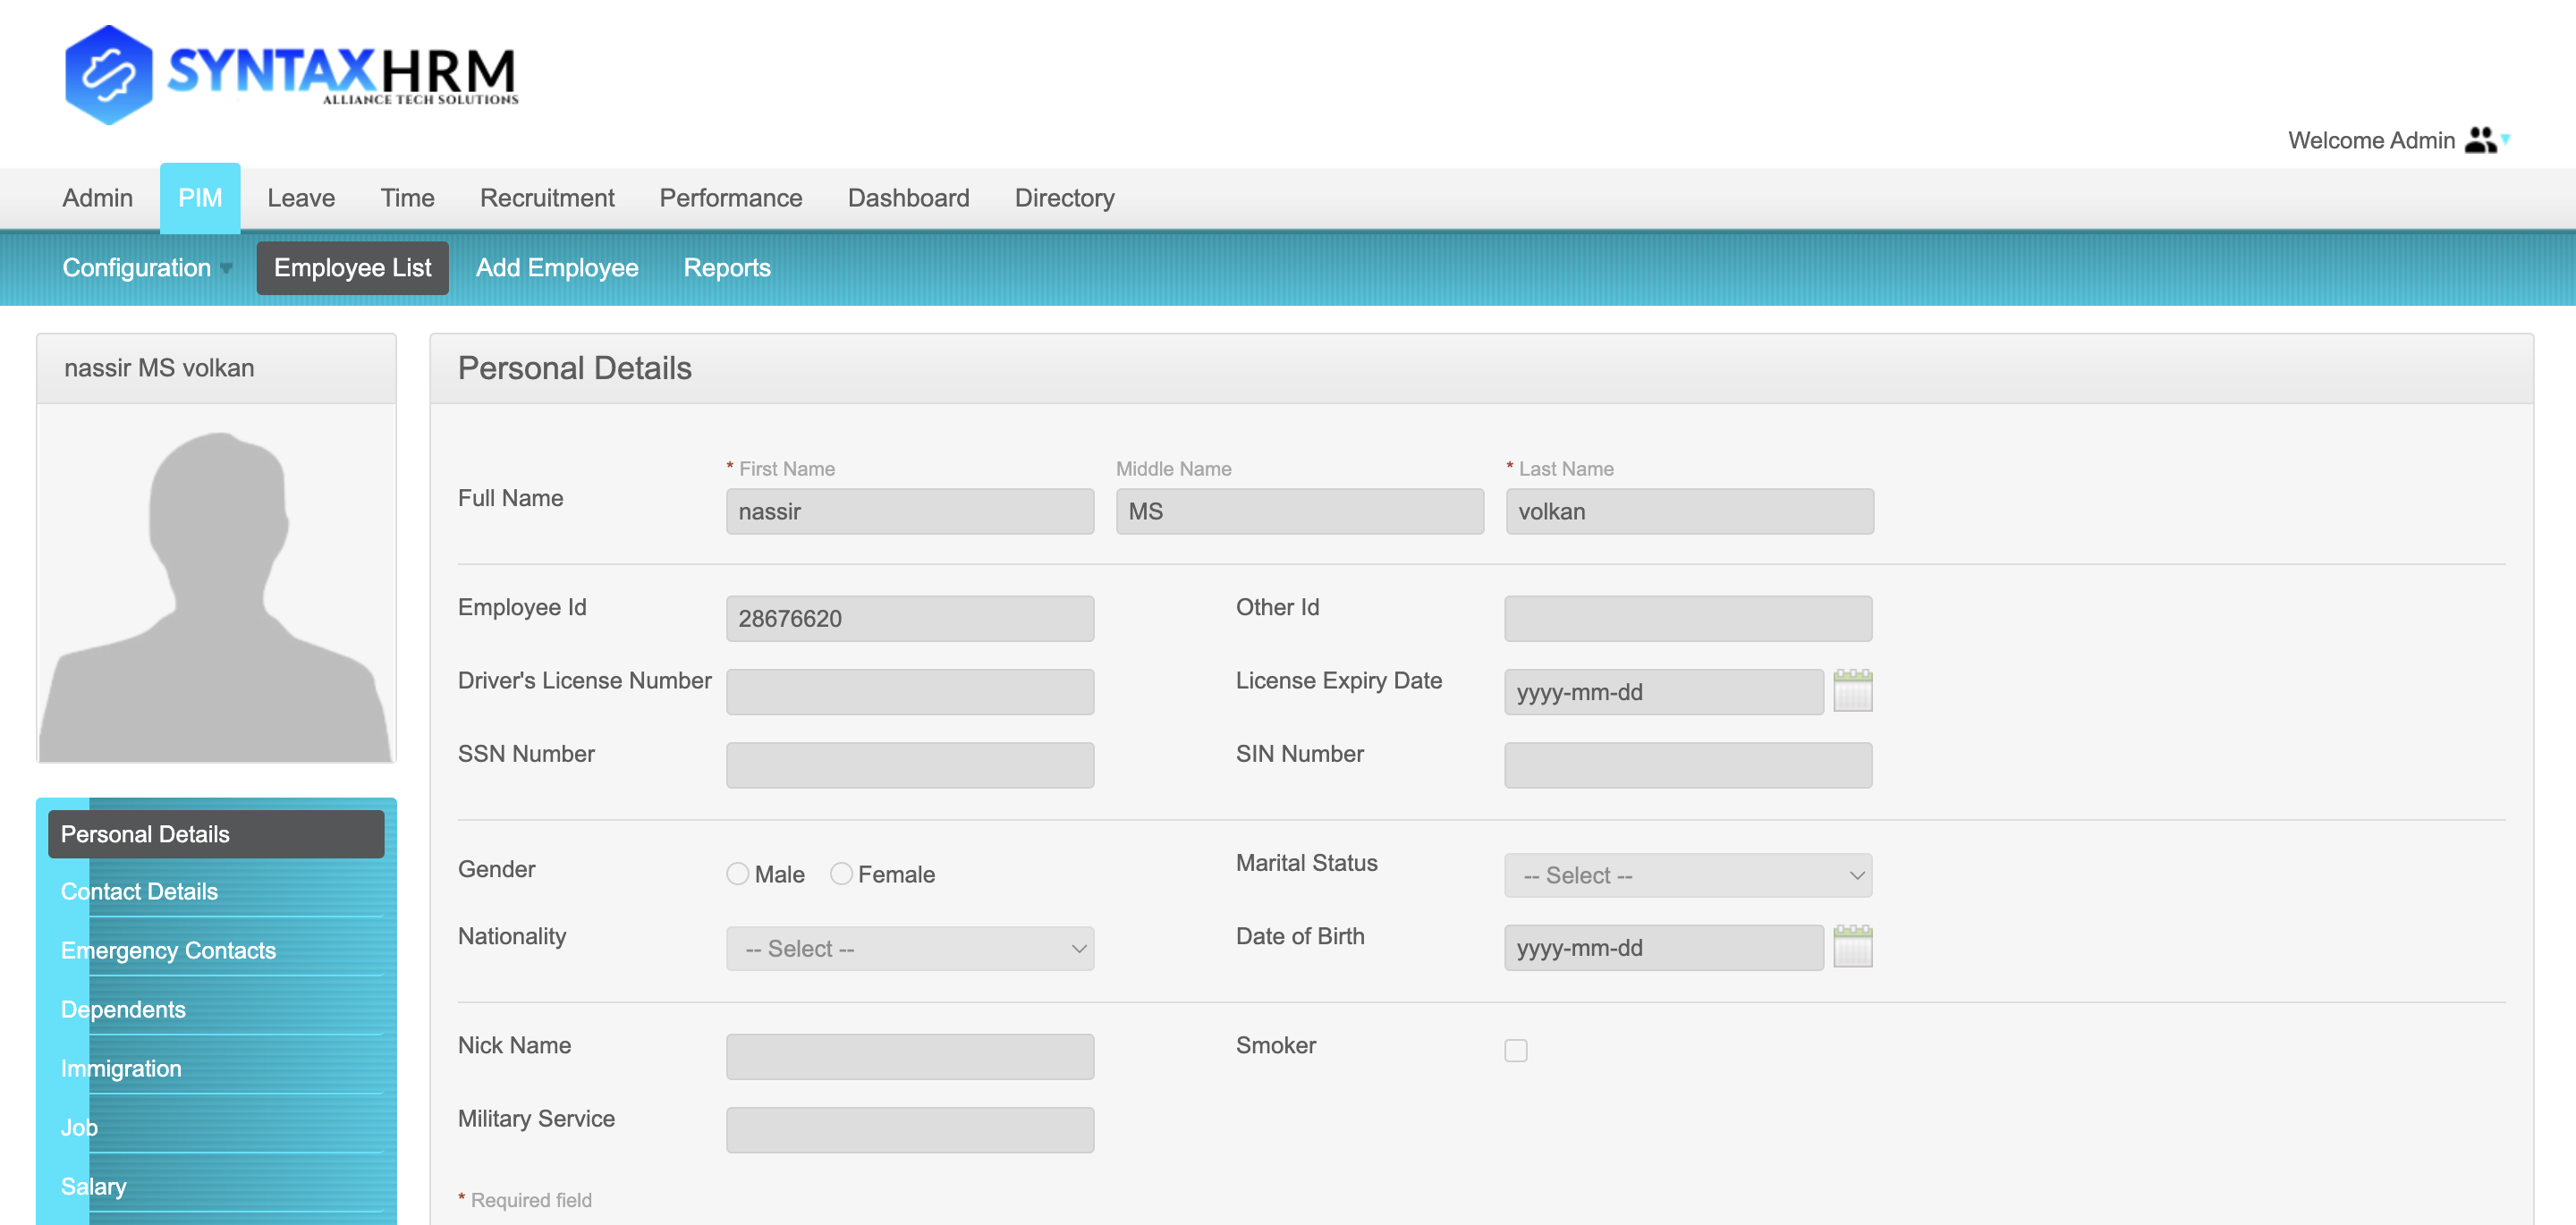 SYNTAXHRM
ALLIANCE TECH SOLUTIONS
Welcome Admin
Admin PIM Leave Time Recruitment Performance Dashboard Directory
Configuration Employee List Add Employee Reports
nassir MS volkan
Personal Details
Contact Details
Emergency Contacts
Dependents
Immigration
Job
Salary
Personal Details
* First Name Middle Name * Last Name
Full Name nassir MS volkan
Employee Id 28676620 Other Id
Driver's License Number License Expiry Date yyyy-mm-dd
SSN Number SIN Number
Gender Male Female Marital Status -- Select --
Nationality -- Select -- Date of Birth yyyy-mm-dd
Nick Name Smoker
Military Service
* Required field